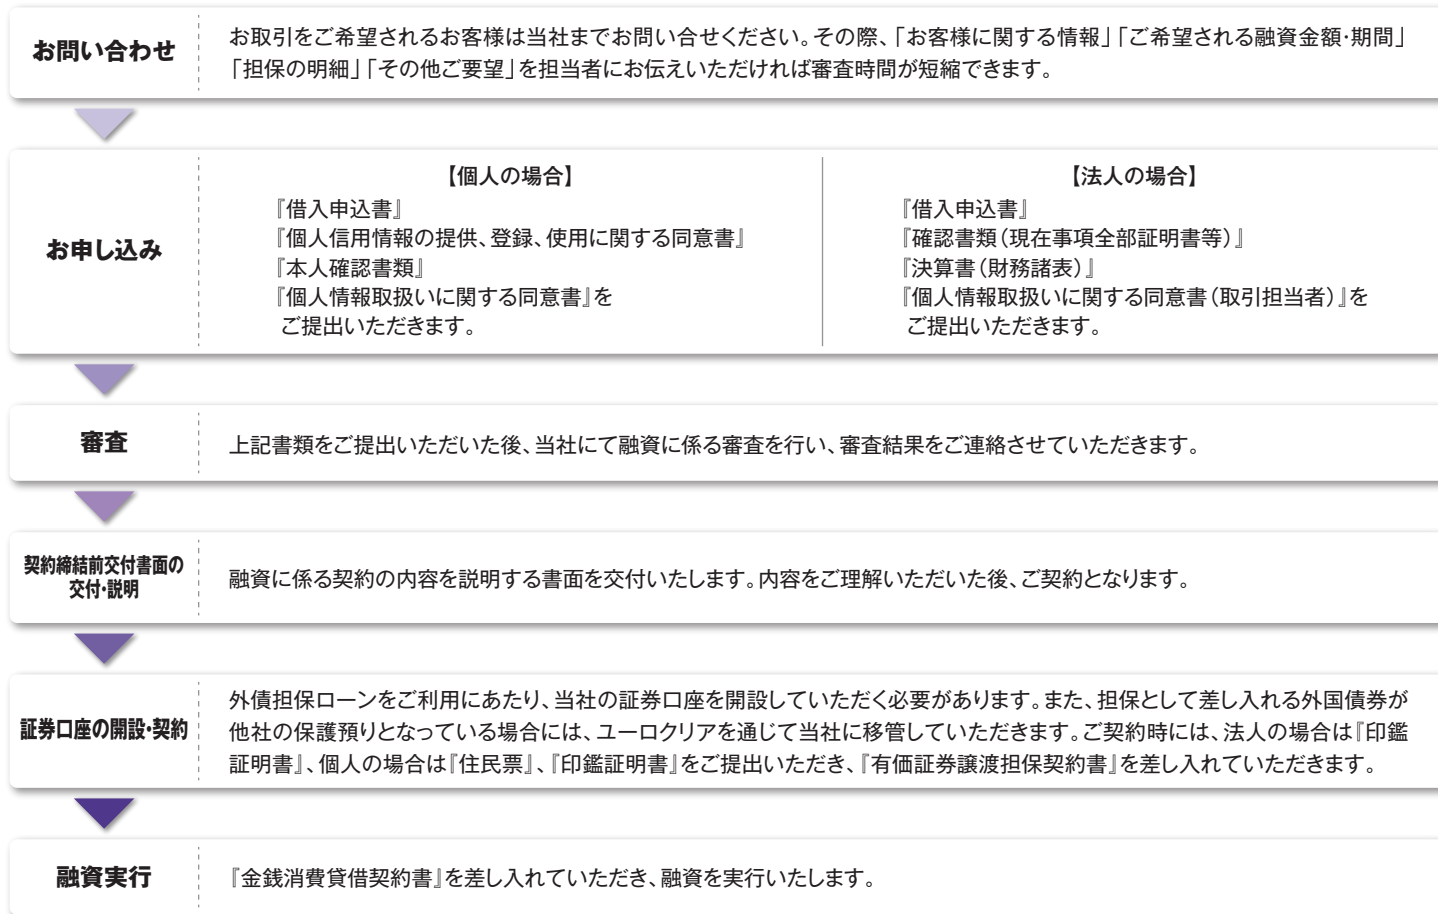 お問い合わせ
お取引をご希望されるお客様は当社までお問い合せください。その際、「お客様に関する情報」「ご希望される融資金額・期間」
「担保の明細」「その他ご要望」を担当者にお伝えいただければ審査時間が短縮できます。
お申し込み
【個人の場合】
『借入申込書』
『個人信用情報の提供、登録、使用に関する同意書』
『本人確認書類』
『個人情報取扱いに関する同意書』を
ご提出いただきます。
【法人の場合】
『借入申込書』
『確認書類(現在事項全部証明書等)』
『決算書(財務諸表)』
『個人情報取扱いに関する同意書(取引担当者)』を
ご提出いただきます。
審査
上記書類をご提出いただいた後、当社にて融資に係る審査を行い、審査結果をご連絡させていただきます。
契約締結前交付書面の
交付・説明
融資に係る契約の内容を説明する書面を交付いたします。内容をご理解いただいた後、ご契約となります。
証券口座の開設・契約
外債担保ローンをご利用にあたり、当社の証券口座を開設していただく必要があります。また、担保として差し入れる外国債券が
他社の保護預りとなっている場合には、ユーロクリアを通じて当社に移管していただきます。ご契約時には、法人の場合は『印鑑
証明書』、個人の場合は『住民票』、『印鑑証明書』をご提出いただき、『有価証券譲渡担保契約書』を差し入れていただきます。
融資実行
『金銭消費貸借契約書』を差し入れていただき、融資を実行いたします。